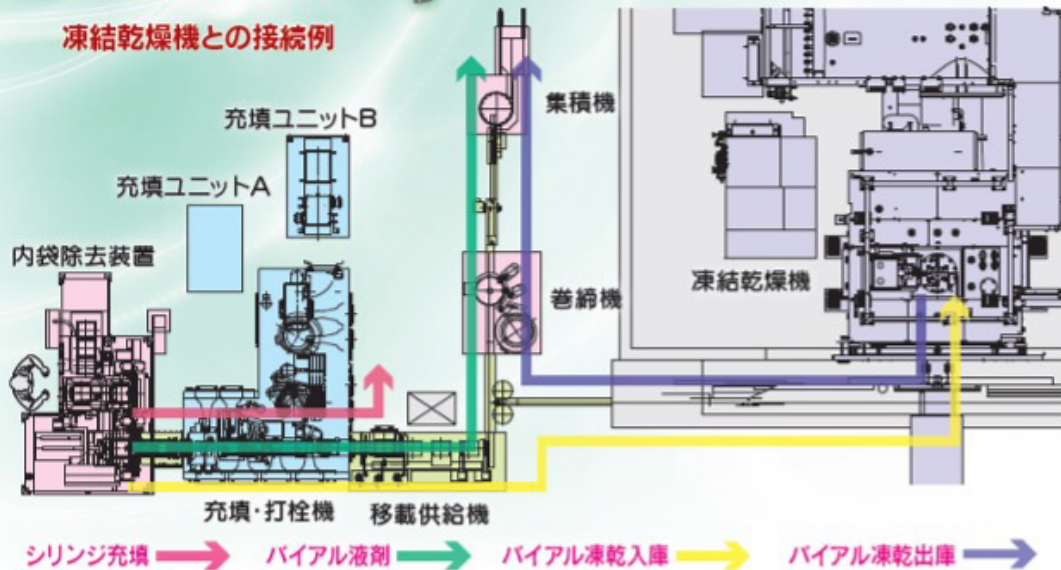 凍結乾燥機との接続例
集積機
充填ユニットB
充填ユニットA
内袋除去装置
凍結乾燥機
巻締機
充填・打栓機
移載供給機
シリンジ充填
バイアル液剤
バイアル凍乾入庫
バイアル凍乾出庫